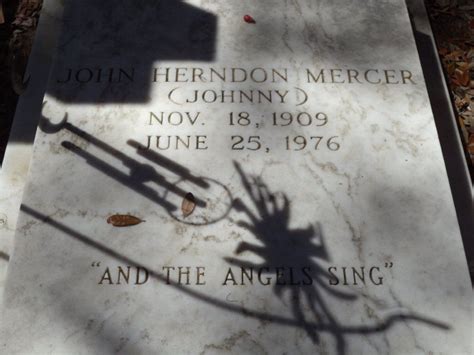 JOHN HERNDON MERCER
(JOHNNY)
NOV. 18, 1909
JUNE 25, 1976
"AND THE ANGELS SING"